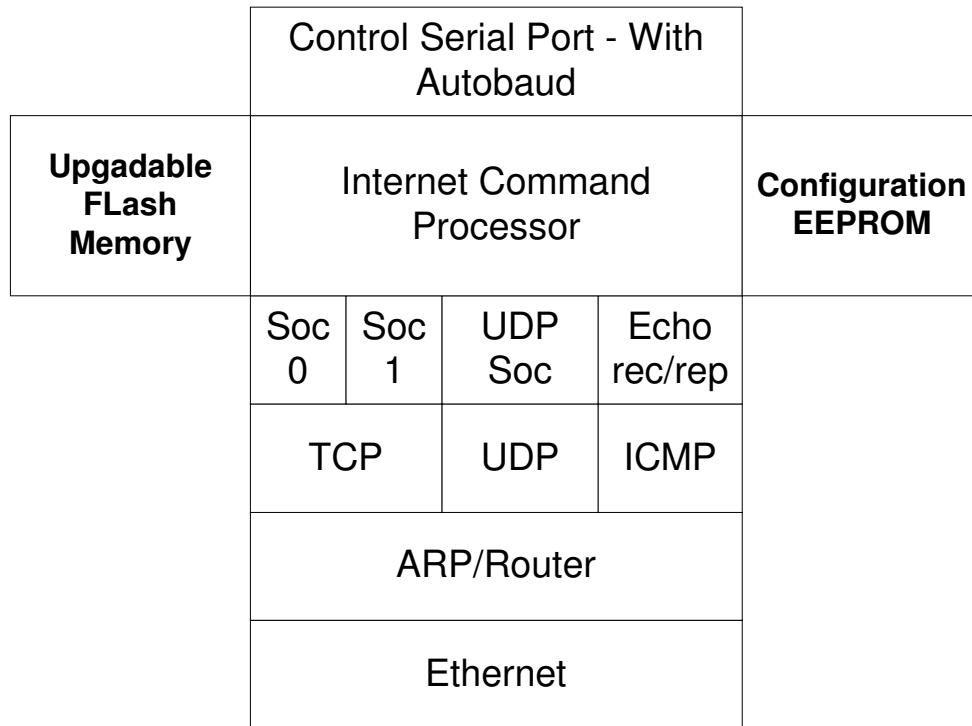 Control Serial Port - With
Autobaud
Upgadable
FLash
Memory
Internet Command
Processor
Configuration
EEPROM
Soc
0
Soc
1
UDP
Soc
Echo
rec/rep
TCP
UDP
ICMP
ARP/Router
Ethernet